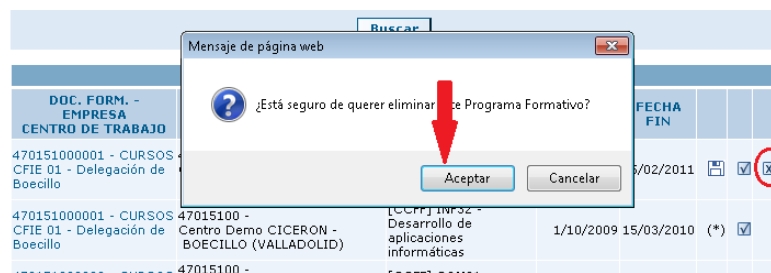 Buscar
Mensaje de página web
¿Está seguro de querer eliminar este Programa Formativo?
Aceptar
Cancelar
DOC. FORM. -
EMPRESA
CENTRO DE TRABAJO
FECHA
FIN
470151000001 - CURSOS
CFIE 01 - Delegación de
Boecillo
/02/2011
470151000001 - CURSOS
CFIE 01 - Delegación de
Boecillo
47015100 -
Centro Demo CICERON -
BOECILLO (VALLADOLID)
[CCFF] INF32 -
Desarrollo de
aplicaciones
informáticas
1/10/2009
15/03/2010
(*)
47015100 -